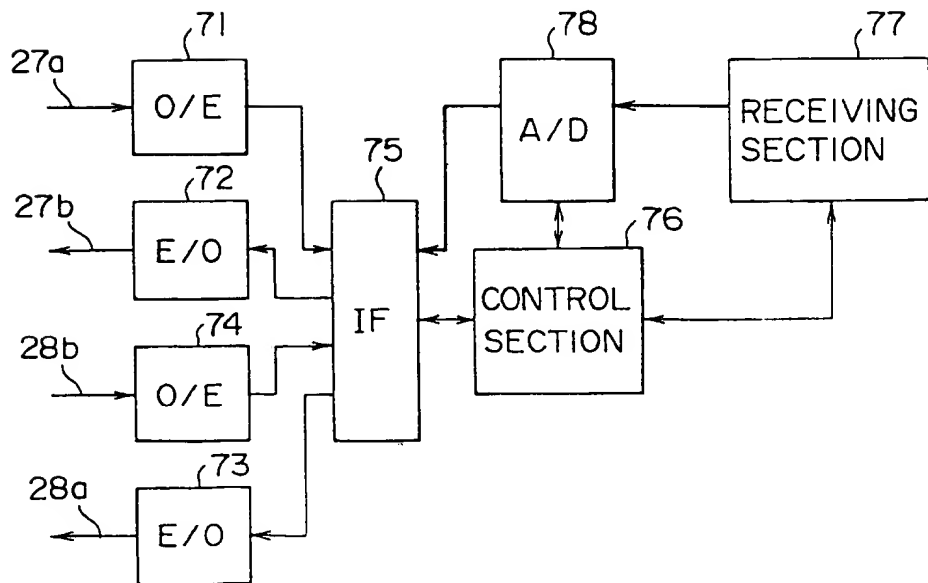 71
78
77
27a
O/E
A/D
RECEIVING
SECTION
72
75
27b
E/O
76
IF
CONTROL
SECTION
74
28b
O/E
73
28a
E/O